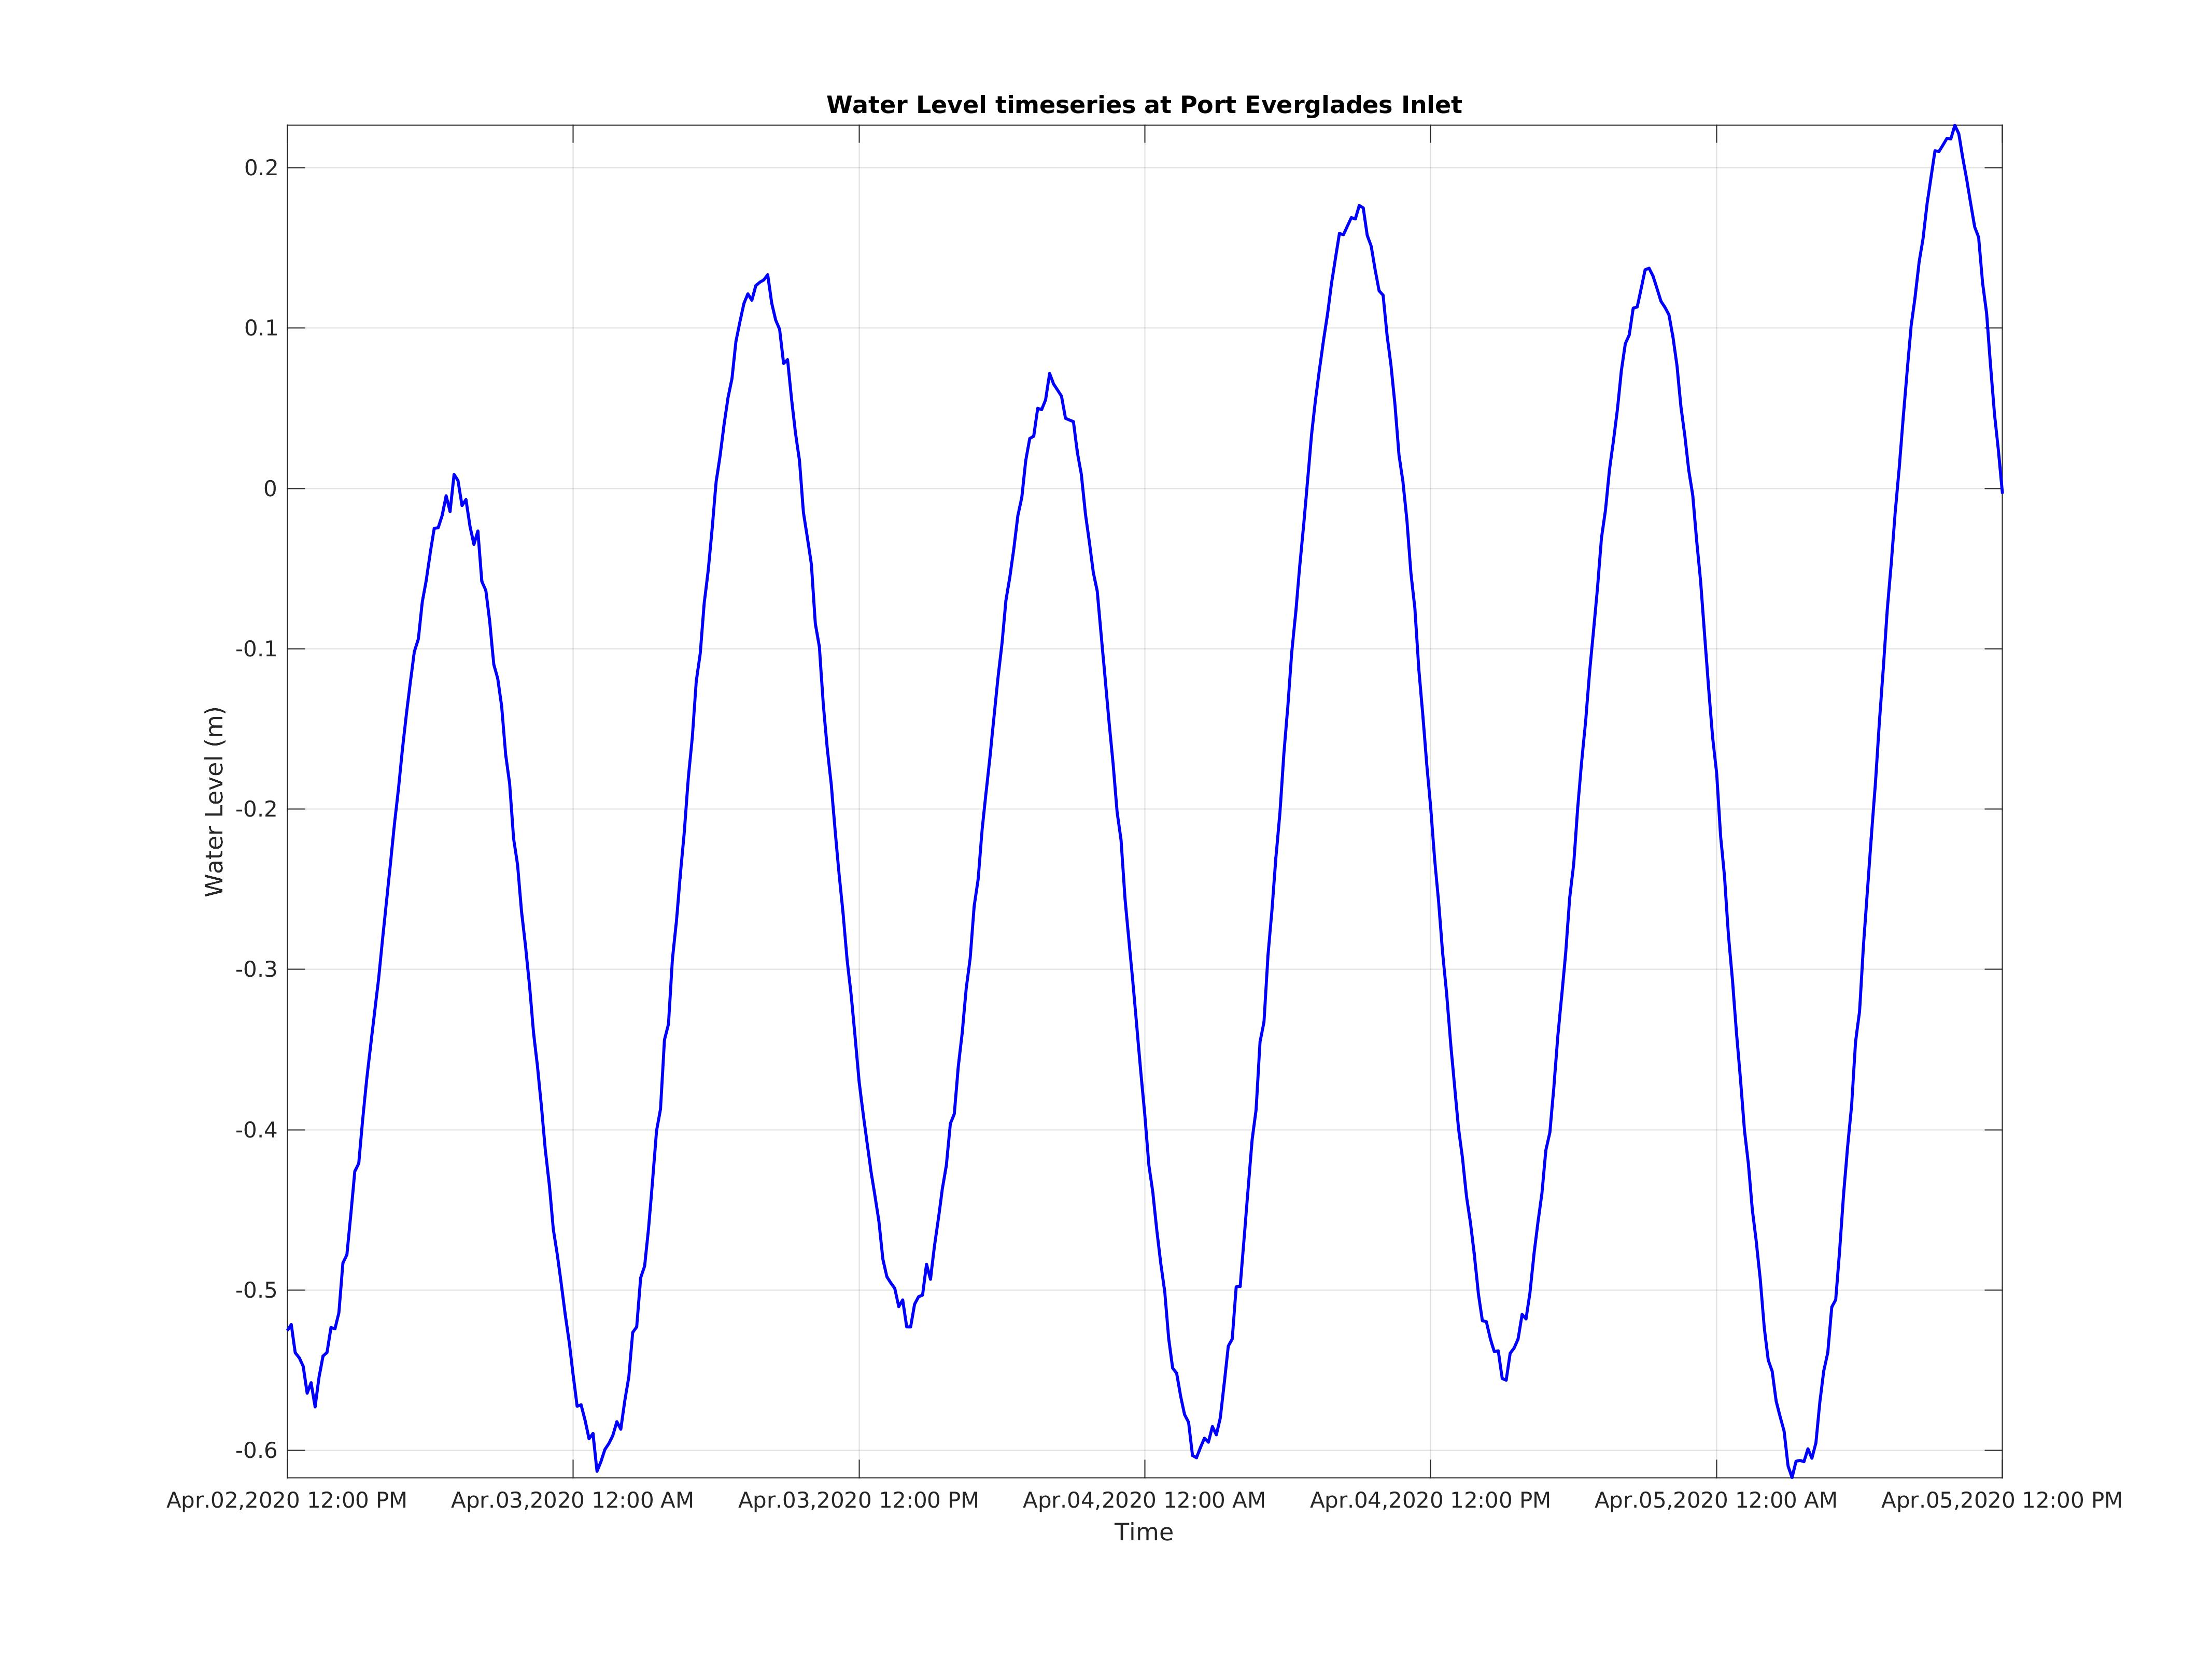 Water Level timeseries at Port Everglades Inlet
0.2
0.1
0
-0.1
-0.2
-0.3
-0.4
-0.5
-0.6
Water Level (m)
Apr.02,2020 12:00 PM
Apr.03,2020 12:00 AM
Apr.03,2020 12:00 PM
Apr.04,2020 12:00 AM
Apr.04,2020 12:00 PM
Apr.05,2020 12:00 AM
Apr.05,2020 12:00 PM
Time